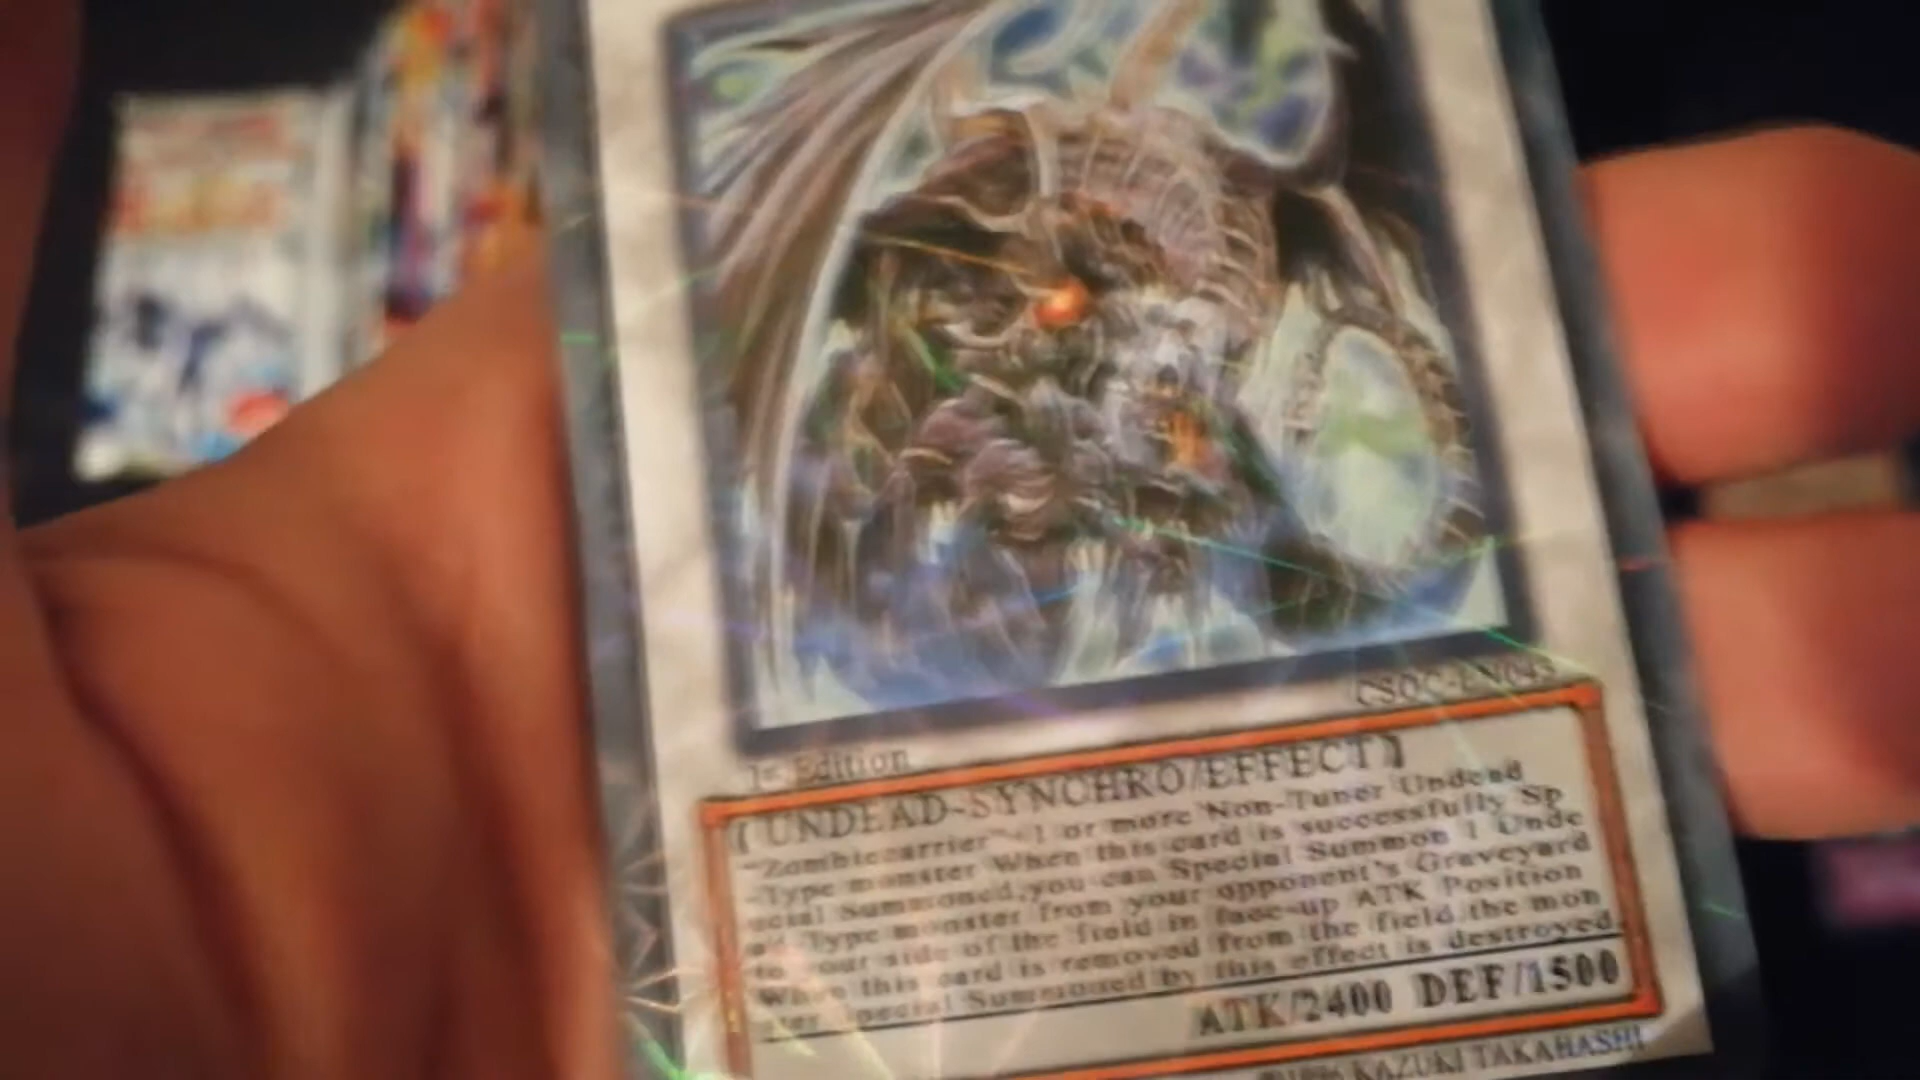 CSOC-EN043
1st Edition
[UNDEAD-SYNCHRO/EFFECT]
"Zombiecarrier"+1 or more Non-Tuner Undead
-Type monster When this card is successfully Sp
ecial Summoned,you can Special Summon 1 Unde
ad-Type monster from your opponent's Graveyard
to your side of the field in face-up ATK Position
When this card is removed from the field,the mon
ster Special Summoned by this effect is destroyed.
ATK/2400 DEF/1500
©1996 KAZUKI TAKAHASHI